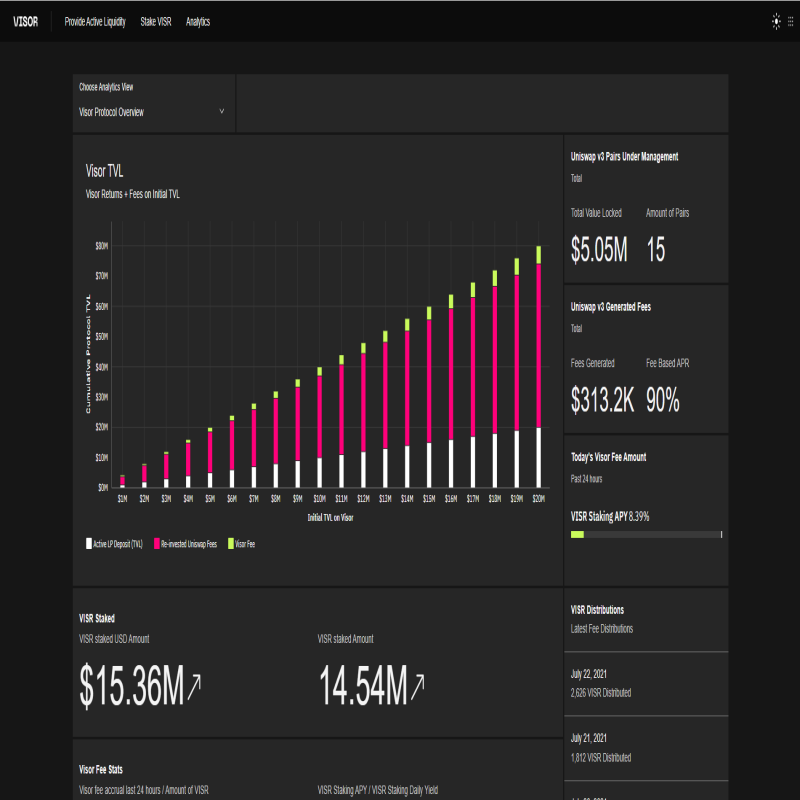 VISOR
Provide Active Liquidity
Stake VISR
Analytics
Choose Analytics View
Visor Protocol Overview
Visor TVL
Visor Returns + Fees on Initial TVL
Cumulative Protocol TVL
$80M
$70M
$60M
$50M
$40M
$30M
$20M
$10M
$0M
$1M $2M $3M $4M $5M $6M $7M $8M $9M $10M $11M $12M $13M $14M $15M $16M $17M $18M $19M $20M
Initial TVL on Visor
Active LP Deposit (TVL) Re-invested Uniswap Fees Visor Fee
Uniswap v3 Pairs Under Management
Total
Total Value Locked Amount of Pairs
$5.05M 15
Uniswap v3 Generated Fees
Total
Fees Generated Fee Based APR
$313.2K 90%
Today's Visor Fee Amount
Past 24 hours
VISR Staking APY 8.39%
VISR Staked
VISR staked USD Amount VISR staked Amount
$15.36M 14.54M
VISR Distributions
Latest Fee Distributions
July 22, 2021
2,626 VISR Distributed
July 21, 2021
1,812 VISR Distributed
Visor Fee Stats
Visor fee accrual last 24 hours / Amount of VISR VISR Staking APY / VISR Staking Daily Yield